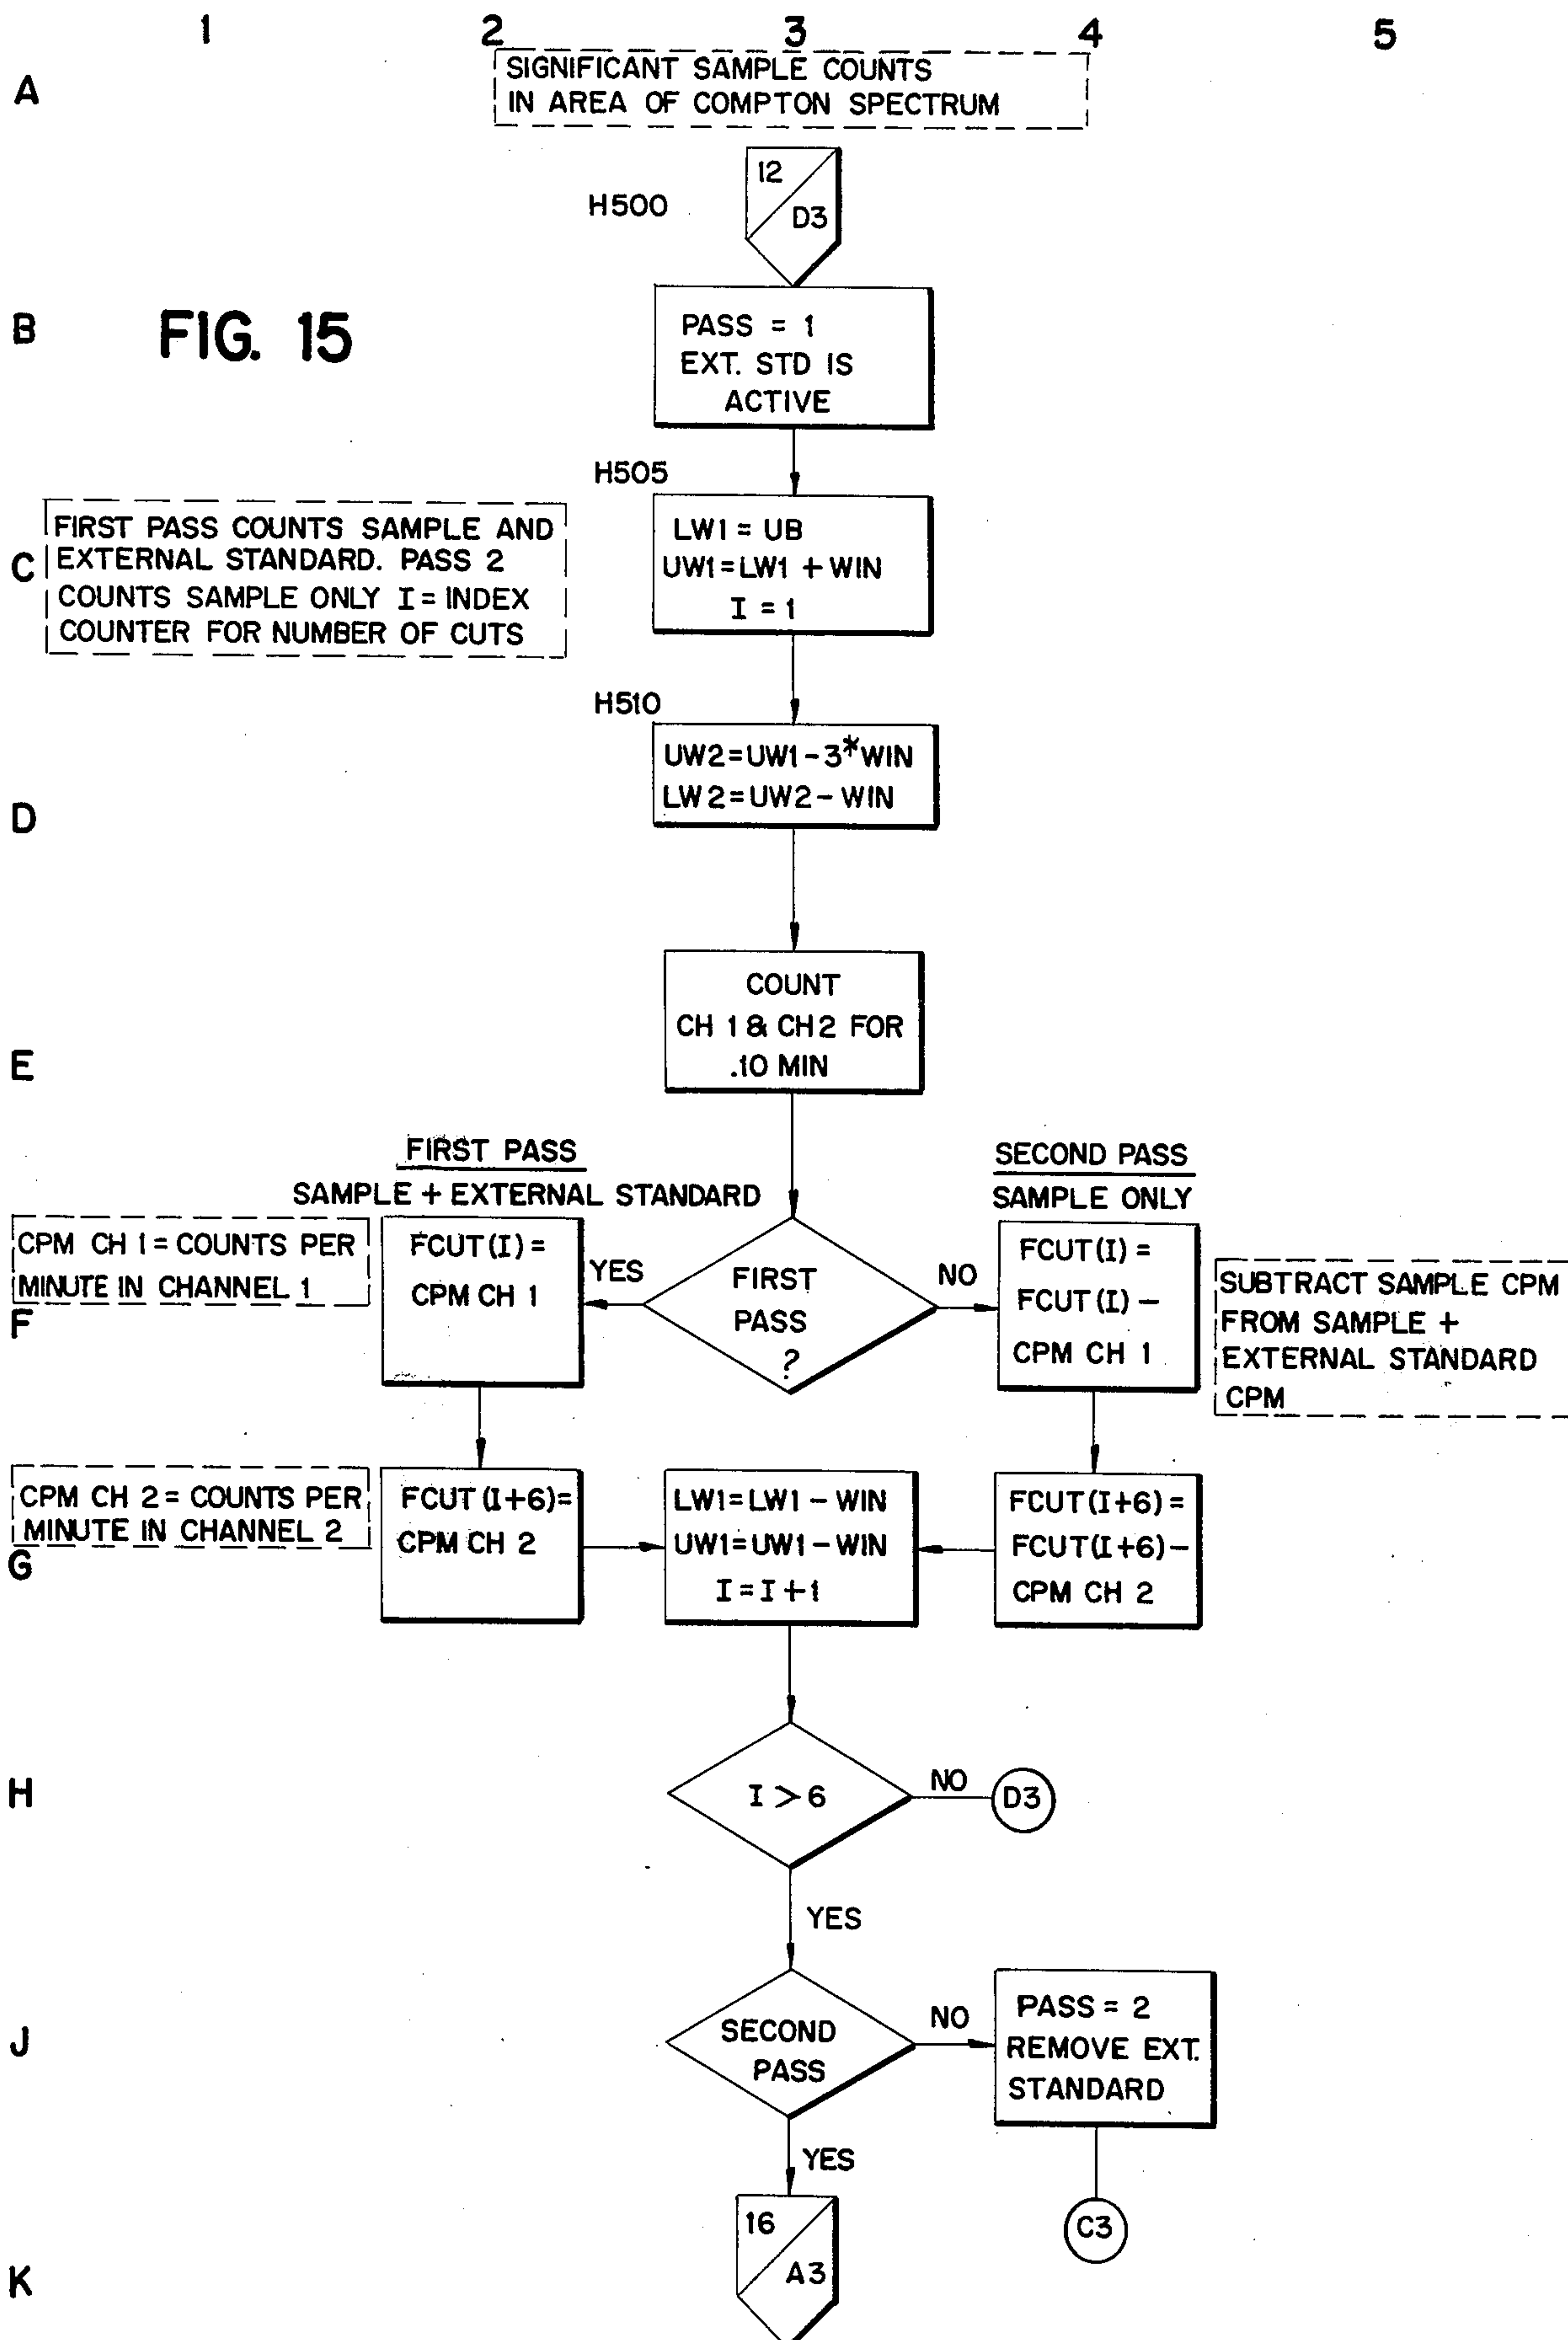 1 2 3 4 5
A
SIGNIFICANT SAMPLE COUNTS
IN AREA OF COMPTON SPECTRUM
12
H500
D3
B
FIG. 15
PASS = 1
EXT. STD IS
ACTIVE
H505
C
FIRST PASS COUNTS SAMPLE AND
EXTERNAL STANDARD. PASS 2
COUNTS SAMPLE ONLY I = INDEX
COUNTER FOR NUMBER OF CUTS
LW1 = UB
UW1 = LW1 + WIN
I = 1
H510
D
UW2 = UW1 - 3* WIN
LW2 = UW2 - WIN
E
COUNT
CH 1 & CH 2 FOR
.10 MIN
FIRST PASS
SAMPLE + EXTERNAL STANDARD
SECOND PASS
SAMPLE ONLY
F
CPM CH 1 = COUNTS PER
MINUTE IN CHANNEL 1
FCUT (I) =
CPM CH 1
YES
FIRST
PASS
?
NO
FCUT (I) =
FCUT (I) -
CPM CH 1
SUBTRACT SAMPLE CPM
FROM SAMPLE +
EXTERNAL STANDARD
CPM
G
CPM CH 2 = COUNTS PER
MINUTE IN CHANNEL 2
FCUT (I+6) =
CPM CH 2
LW1 = LW1 - WIN
UW1 = UW1 - WIN
I = I + 1
FCUT (I+6) =
FCUT (I+6) -
CPM CH 2
H
I > 6
NO
D3
YES
J
SECOND
PASS
NO
PASS = 2
REMOVE EXT.
STANDARD
YES
C3
K
16
A3